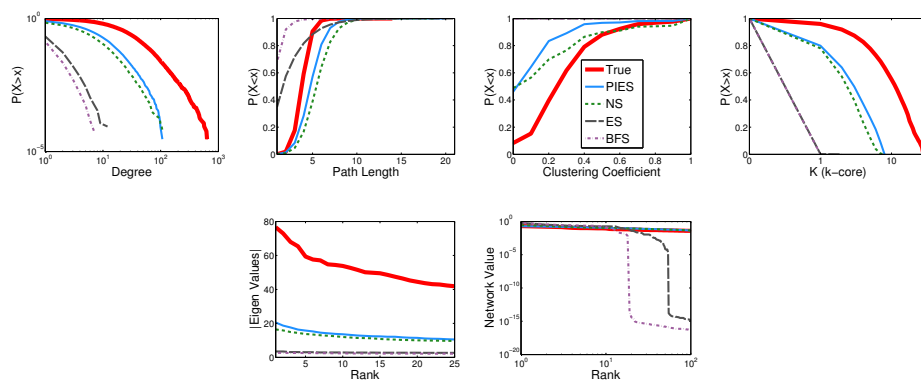 10^0
10^-5
P(X>x)
10^0 10^1 10^2 10^3
Degree
1
0.8
0.6
0.4
0.2
0
P(X<x)
5 10 15 20
Path Length
1
0.8
0.6
0.4
0.2
0
P(X<x)
0 0.2 0.4 0.6 0.8 1
Clustering Coefficient
True
PIES
NS
ES
BFS
1
0.8
0.6
0.4
0.2
0
P(X>x)
0 1 10
K (k-core)
80
60
40
20
0
|Eigen Values|
5 10 15 20 25
Rank
10^0
10^-5
10^-10
10^-15
10^-20
Network Value
10^0 10^1 10^2
Rank